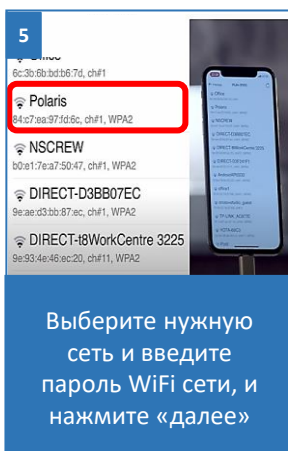 5
6c:3b:6b:bd:b6:7d, ch#1
Polaris
84:c7:ea:97:fd:6c, ch#1, WPA2
NSCREW
b0:e1:7e:a7:50:47, ch#1, WPA2
DIRECT-D3BB07EC
9e:ae:d3:bb:87:ec, ch#1, WPA2
DIRECT-t8WorkCentre 3225
9e:93:4e:46:ec:20, ch#11, WPA2
Выберите нужную
сеть и введите
пароль WiFi сети, и
нажмите «далее»